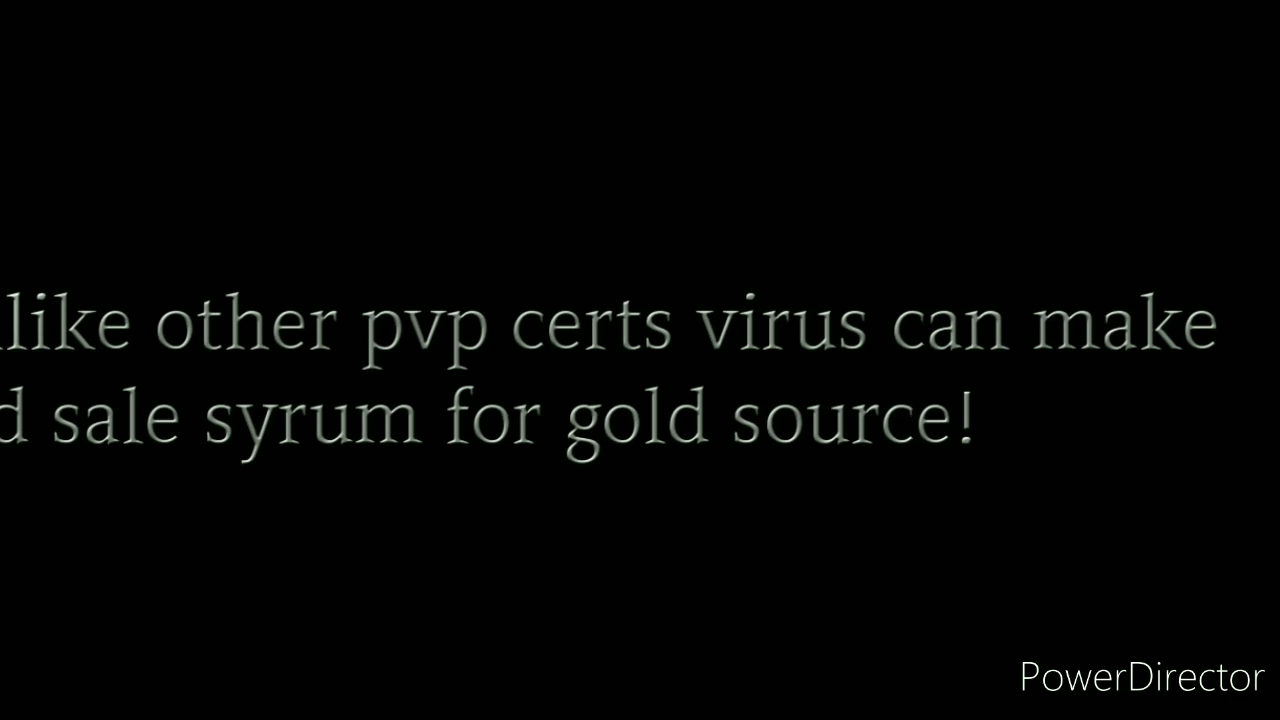 like other pvp certs virus can make
d sale syrum for gold source!
PowerDirector